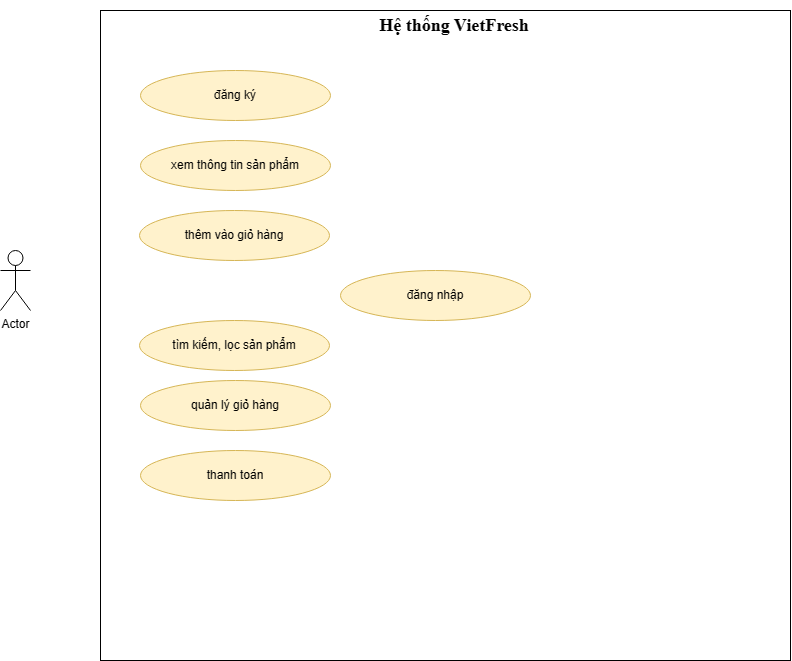 Hệ thống VietFresh
đăng ký
xem thông tin sản phẩm
thêm vào giỏ hàng
đăng nhập
Actor
tìm kiếm, lọc sản phẩm
quản lý giỏ hàng
thanh toán